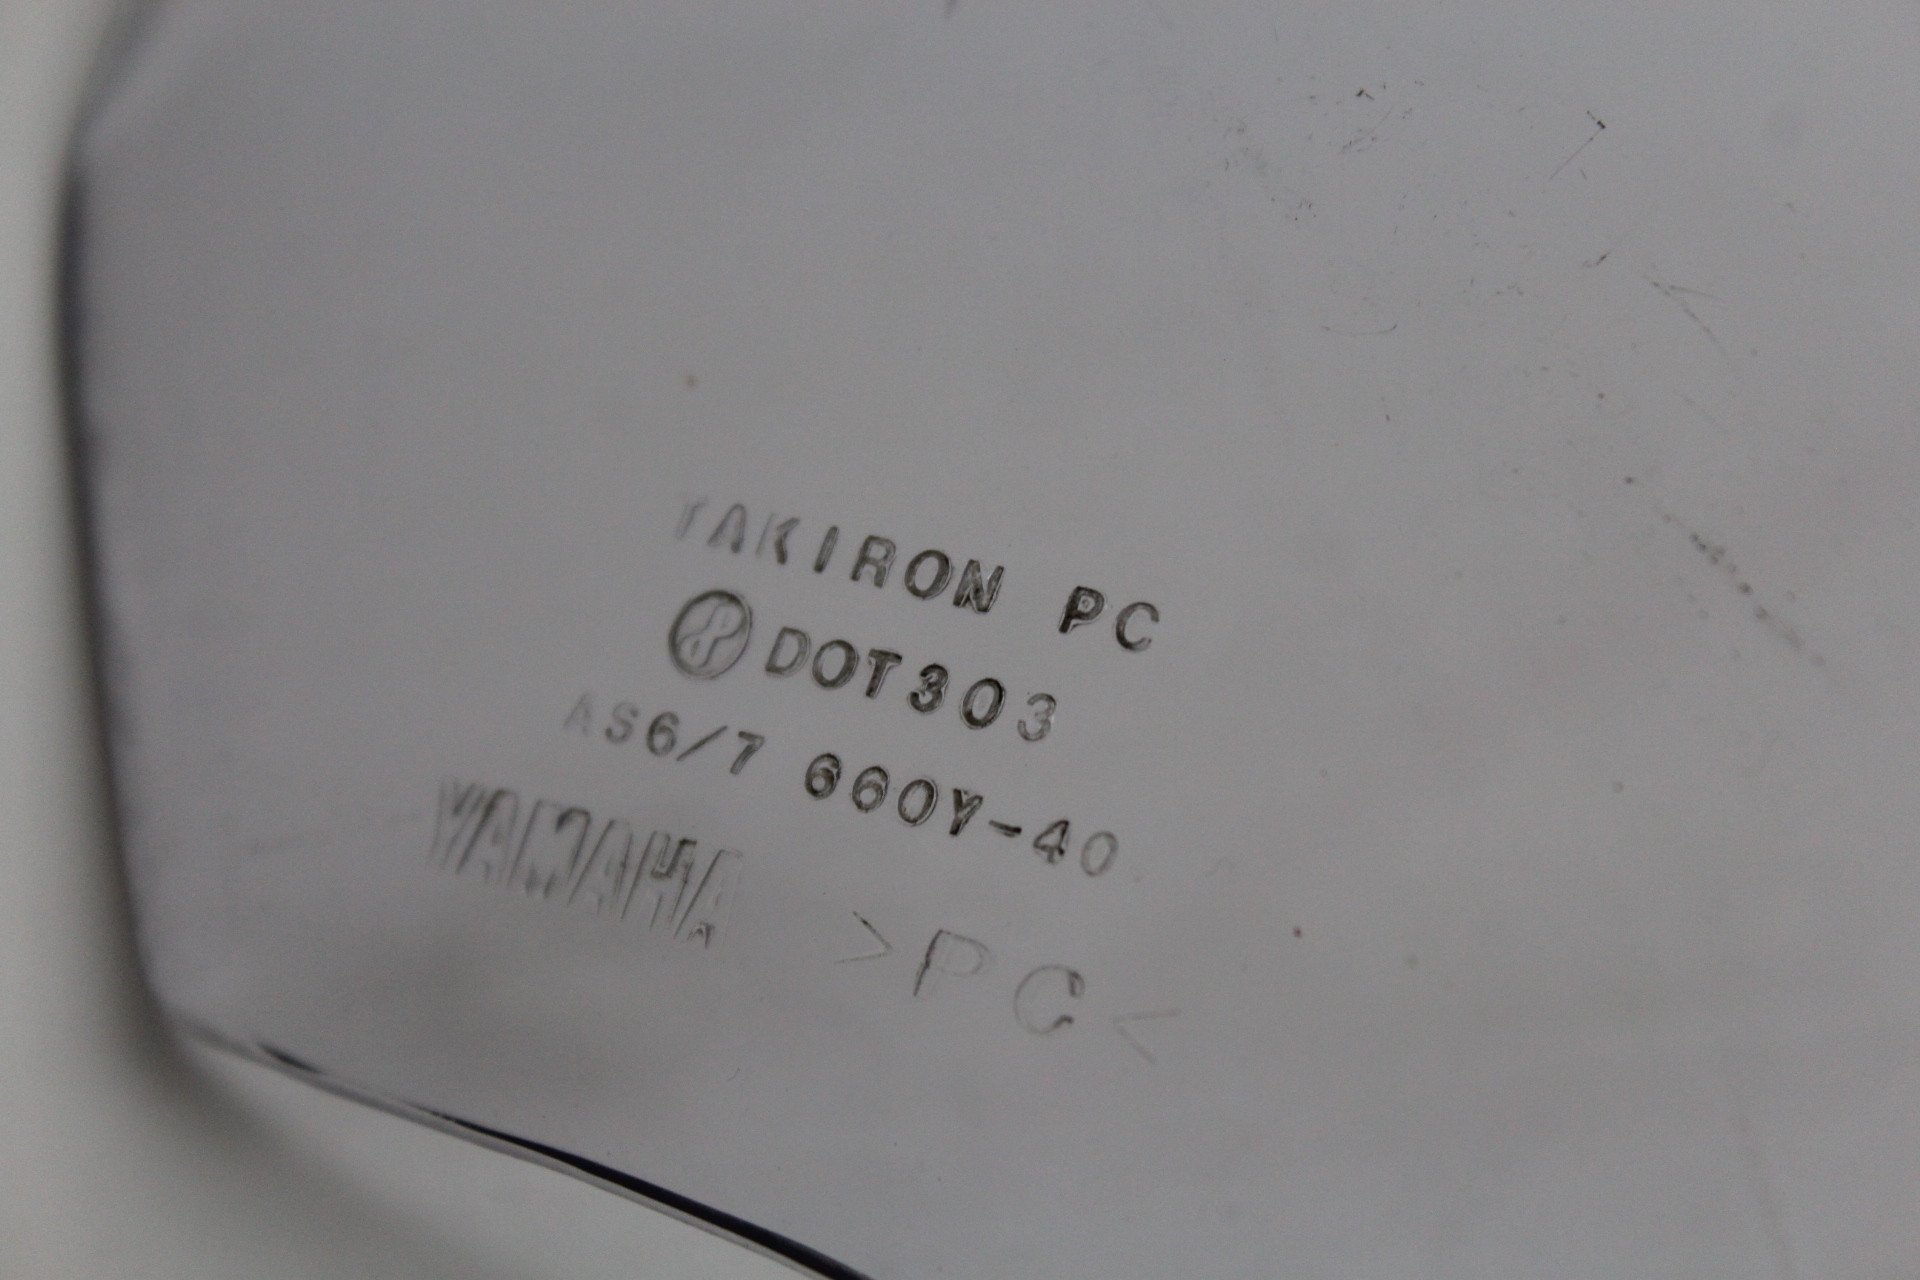 TAKIRON PC
DOT303
AS6/7 660Y-40
YAMAHA >PC<